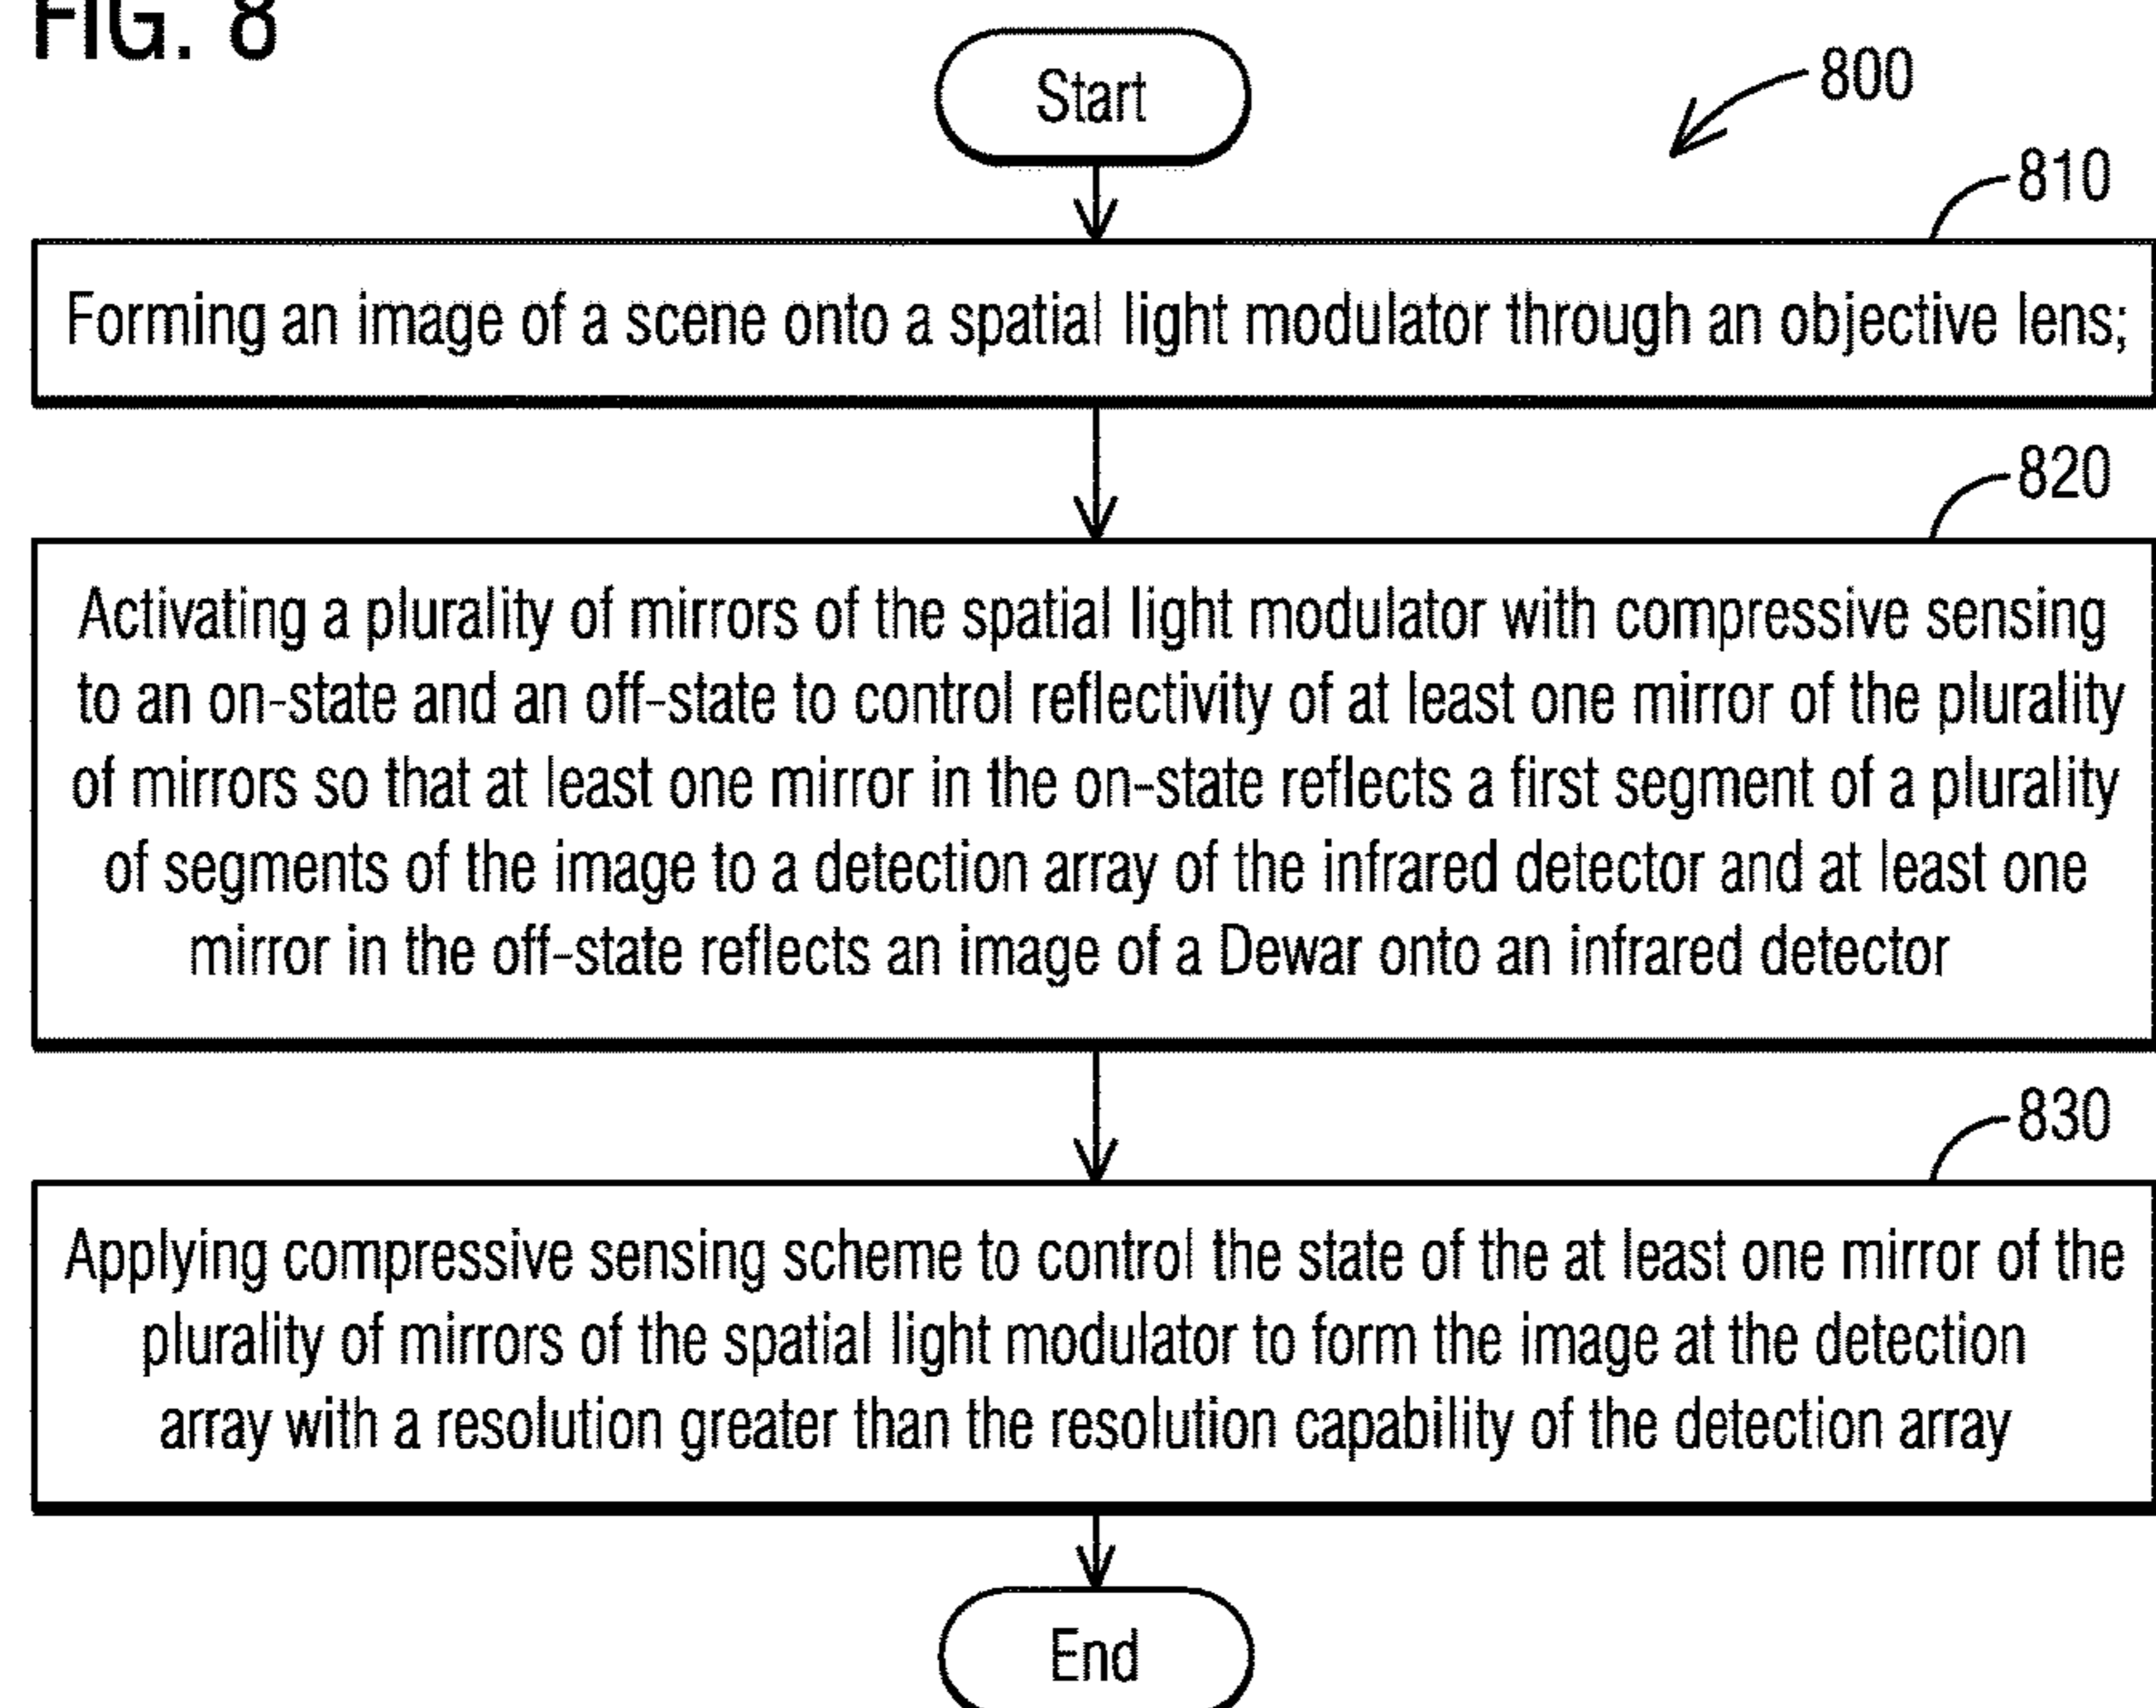 FIG. 8
Start
800
810
Forming an image of a scene onto a spatial light modulator through an objective lens;
820
Activating a plurality of mirrors of the spatial light modulator with compressive sensing
to an on-state and an off-state to control reflectivity of at least one mirror of the plurality
of mirrors so that at least one mirror in the on-state reflects a first segment of a plurality
of segments of the image to a detection array of the infrared detector and at least one
mirror in the off-state reflects an image of a Dewar onto an infrared detector
830
Applying compressive sensing scheme to control the state of the at least one mirror of the
plurality of mirrors of the spatial light modulator to form the image at the detection
array with a resolution greater than the resolution capability of the detection array
End